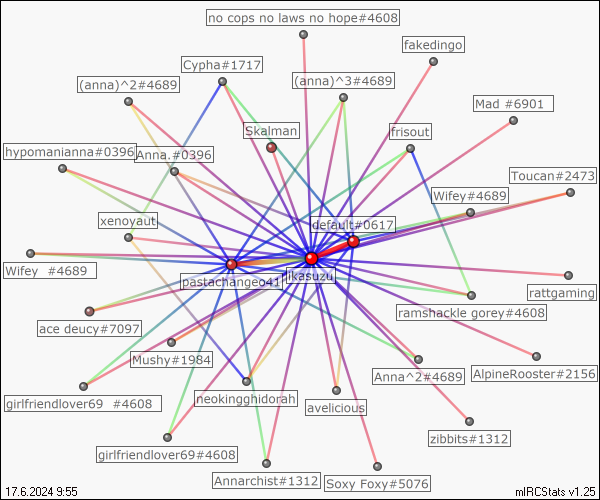 no cops no laws no hope#4608
fakedingo
Cypha#1717
(anna)^2#4689
(anna)^3#4689
Mad #6901
Skalman
frisout
hypomanianna#0396
Anna.#0396
Toucan#2473
Wifey#4689
xenoyaut
default#0617
Wifey  #4689
pastachangeo41
jikasuzu
rattgaming
ramshackle gorey#4608
ace deucy#7097
Mushy#1984
Anna^2#4689
AlpineRooster#2156
girlfriendlover69  #4608
neokingghidorah
avelicious
zibbits#1312
girlfriendlover69#4608
Annarchist#1312
Soxy Foxy#5076
17.6.2024 9:55
mIRCStats v1.25